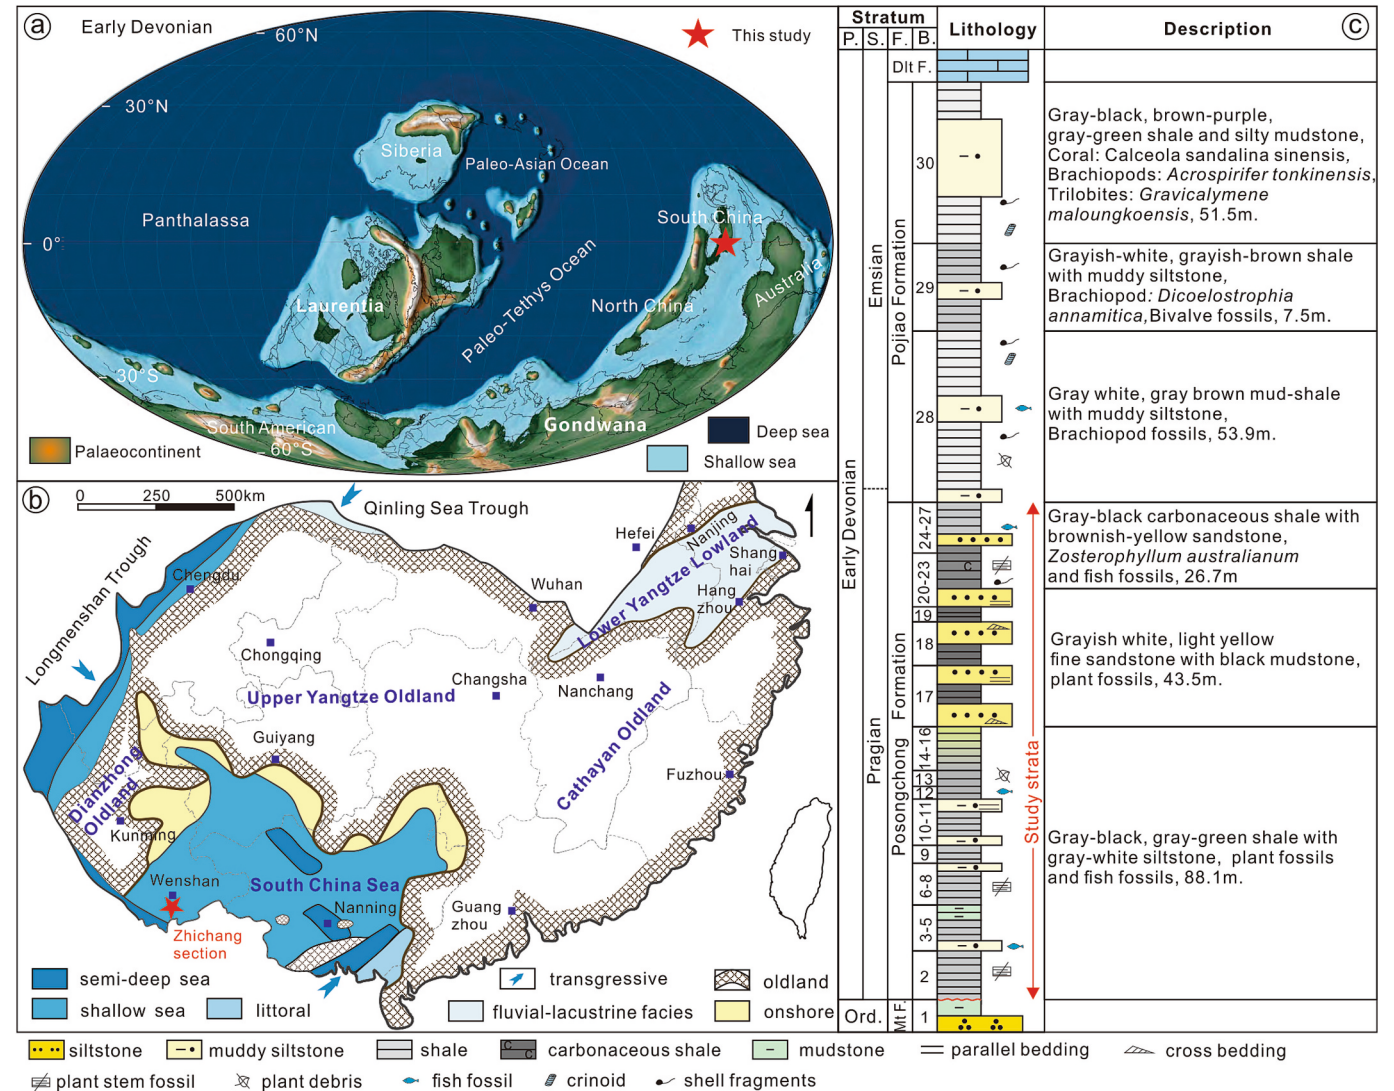 a
Early Devonian
This study
60°N
30°N
0°
30°S
60°S
Siberia
Paleo-Asian Ocean
Panthalassa
South China
Laurentia
Paleo-Tethys Ocean
North China
Australia
South American
Gondwana
Palaeocontinent
Deep sea
Shallow sea
b
0 250 500km
Qinling Sea Trough
Longmenshan Trough
Chengdu
Hefei
Nanjing
Shang
hai
Wuhan
Lower Yangtze Lowland
Hang
zhou
Chongqing
Changsha
Nanchang
Upper Yangtze Oldland
Guiyang
Cathayan Oldland
Dianzhong
Oldland
Fuzhou
Kunming
Wenshan
South China Sea
Nanning
Guang
zhou
Zhichang
section
semi-deep sea
transgressive
oldland
shallow sea
littoral
fluvial-lacustrine facies
onshore
c
Stratum
Lithology
Description
P. S. F. B.
Dlt F.
Early Devonian
Emsian
Pragian
Pojiao Formation
Posongchong Formation
30
29
28
24-27
20-23
19
18
17
14-16
13
12
10-11
9
6-8
3-5
2
1
Ord.
Mt F.
C
Study strata
Gray-black, brown-purple,
gray-green shale and silty mudstone,
Coral: Calceola sandalina sinensis,
Brachiopods: Acrospirifer tonkinensis,
Trilobites: Gravicalymene
maloungkoensis, 51.5m.
Grayish-white, grayish-brown shale
with muddy siltstone,
Brachiopod: Dicoelostrophia
annamitica, Bivalve fossils, 7.5m.
Gray white, gray brown mud-shale
with muddy siltstone,
Brachiopod fossils, 53.9m.
Gray-black carbonaceous shale with
brownish-yellow sandstone,
Zosterophyllum australianum
and fish fossils, 26.7m
Grayish white, light yellow
fine sandstone with black mudstone,
plant fossils, 43.5m.
Gray-black, gray-green shale with
gray-white siltstone, plant fossils
and fish fossils, 88.1m.
siltstone
muddy siltstone
shale
C
CC
carbonaceous shale
mudstone
parallel bedding
cross bedding
plant stem fossil
plant debris
fish fossil
crinoid
shell fragments